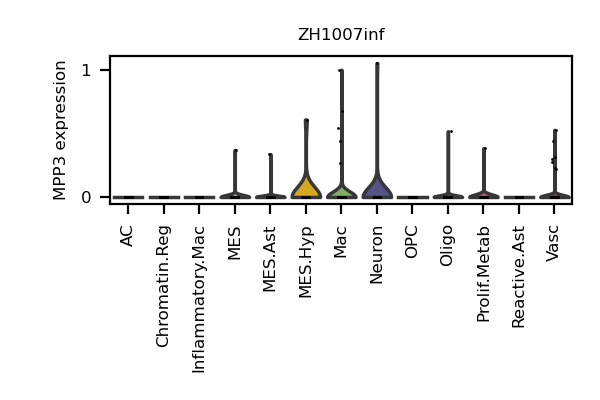 ZH1007inf
MPP3 expression
1
0
AC
Chromatin.Reg
Inflammatory.Mac
MES
MES.Ast
MES.Hyp
Mac
Neuron
OPC
Oligo
Prolif.Metab
Reactive.Ast
Vasc